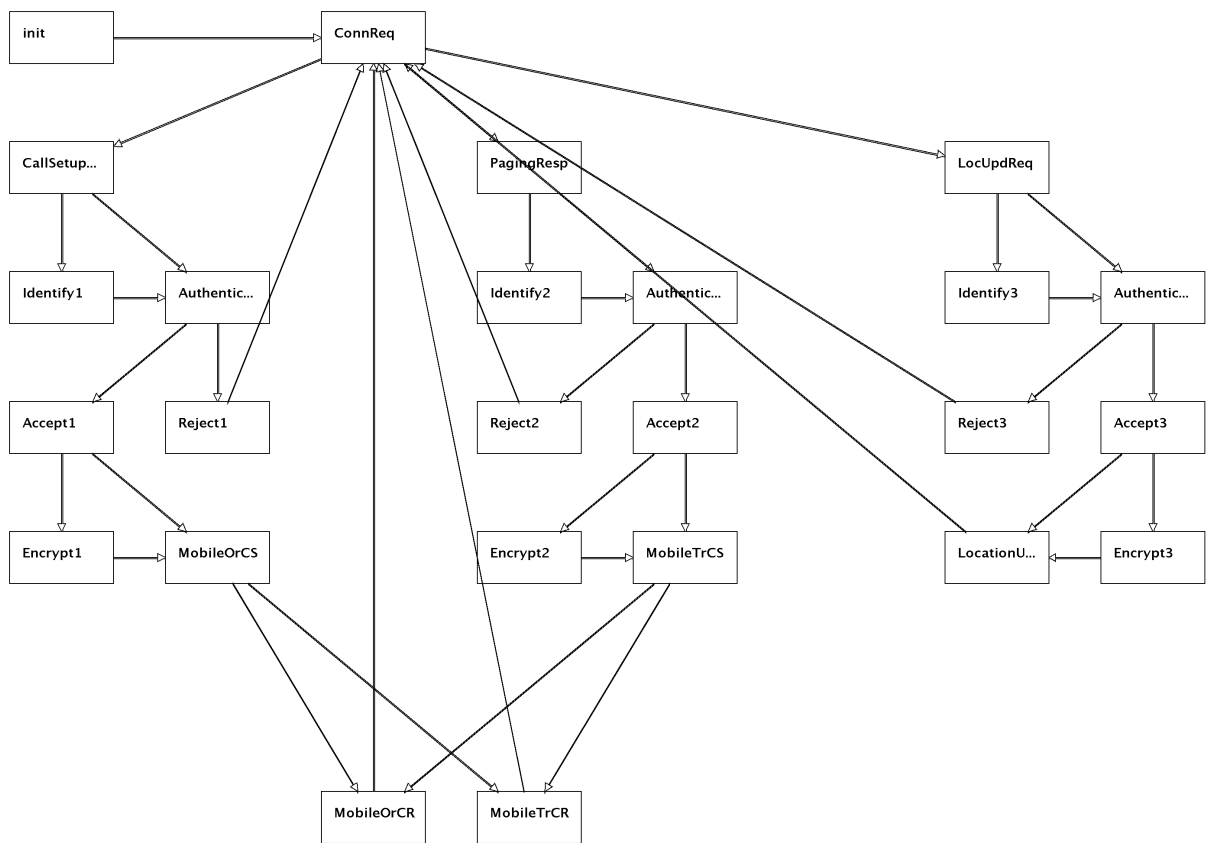 init
ConnReq
CallSetup...
PagingResp
LocUpdReq
Identify1
Authentic...
Identify2
Authentic...
Identify3
Authentic...
Accept1
Reject1
Reject2
Accept2
Reject3
Accept3
Encrypt1
MobileOrCS
Encrypt2
MobileTrCS
LocationU...
Encrypt3
MobileOrCR
MobileTrCR